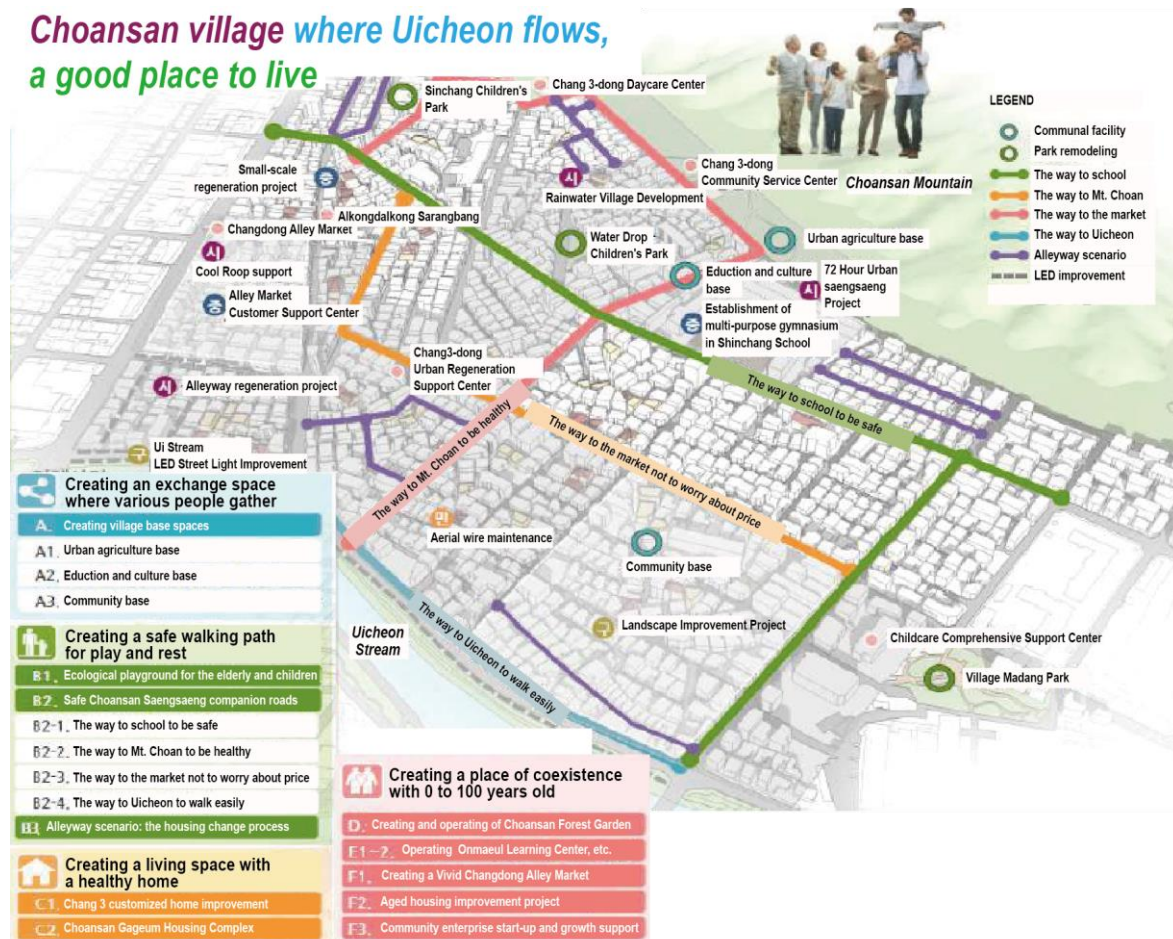 Choansan village where Uicheon flows,
a good place to live
Sinchang Children's
Park
Chang 3-dong Daycare Center
Small-scale
regeneration project
중
시
Rainwater Village Development
Chang 3-dong
Community Service Center
Choansan Mountain
Alkongdalkong Sarangbang
Changdong Alley Market
시
Cool Roop support
Water Drop
Children's Park
Urban agriculture base
중
Alley Market
Customer Support Center
Eduction and culture
base
시
72 Hour Urban
saengsaeng
Project
중
Establishment of
multi-purpose gymnasium
in Shinchang School
Chang3-dong
Urban Regeneration
Support Center
시
Alleyway regeneration project
The way to school to be safe
The way to Mt. Choan to be healthy
The way to the market not to worry about price
구
Ui Stream
LED Street Light Improvement
민
Aerial wire maintenance
Community base
The way to Uicheon to walk easily
Uicheon
Stream
구
Landscape Improvement Project
Childcare Comprehensive Support Center
Village Madang Park
LEGEND
Communal facility
Park remodeling
The way to school
The way to Mt. Choan
The way to the market
The way to Uicheon
Alleyway scenario
LED improvement
Creating an exchange space
where various people gather
A. Creating village base spaces
A1. Urban agriculture base
A2. Eduction and culture base
A3. Community base
Creating a safe walking path
for play and rest
B1. Ecological playground for the elderly and children
B2. Safe Choansan Saengsaeng companion roads
B2-1. The way to school to be safe
B2-2. The way to Mt. Choan to be healthy
B2-3. The way to the market not to worry about price
B2-4. The way to Uicheon to walk easily
B3 Alleyway scenario: the housing change process
Creating a living space with
a healthy home
C1. Chang 3 customized home improvement
C2. Choansan Gageum Housing Complex
Creating a place of coexistence
with 0 to 100 years old
D. Creating and operating of Choansan Forest Garden
E1-2. Operating Onmaeul Learning Center, etc.
F1. Creating a Vivid Changdong Alley Market
F2. Aged housing improvement project
F3. Community enterprise start-up and growth support